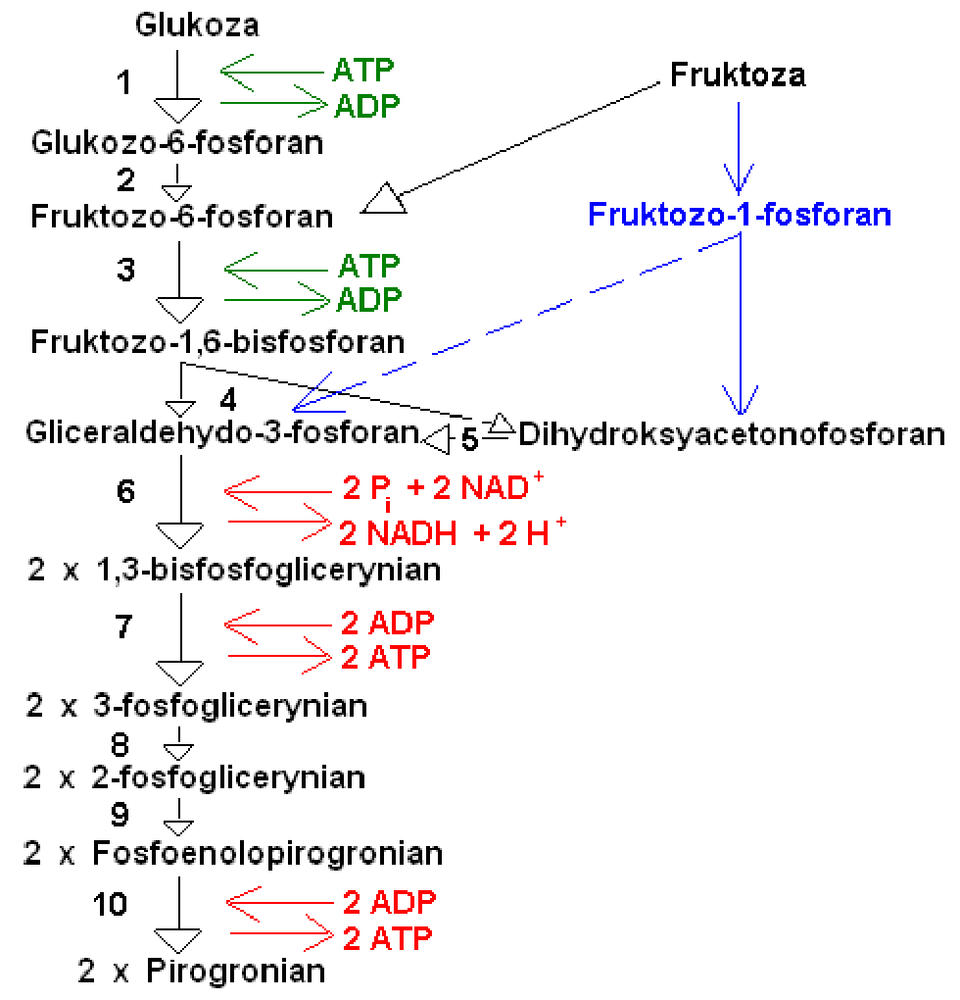 Glukoza
1
ATP
ADP
Fruktoza
Glukozo-6-fosforan
2
Fruktozo-6-fosforan
Fruktozo-1-fosforan
3
ATP
ADP
Fruktozo-1,6-bisfosforan
4
Gliceraldehydo-3-fosforan
5
Dihydroksyacetonofosforan
6
2 Pi + 2 NAD+
2 NADH + 2 H+
2 x 1,3-bisfosfoglicerynian
7
2 ADP
2 ATP
2 x 3-fosfoglicerynian
8
2 x 2-fosfoglicerynian
9
2 x Fosfoenolopirogronian
10
2 ADP
2 ATP
2 x Pirogronian